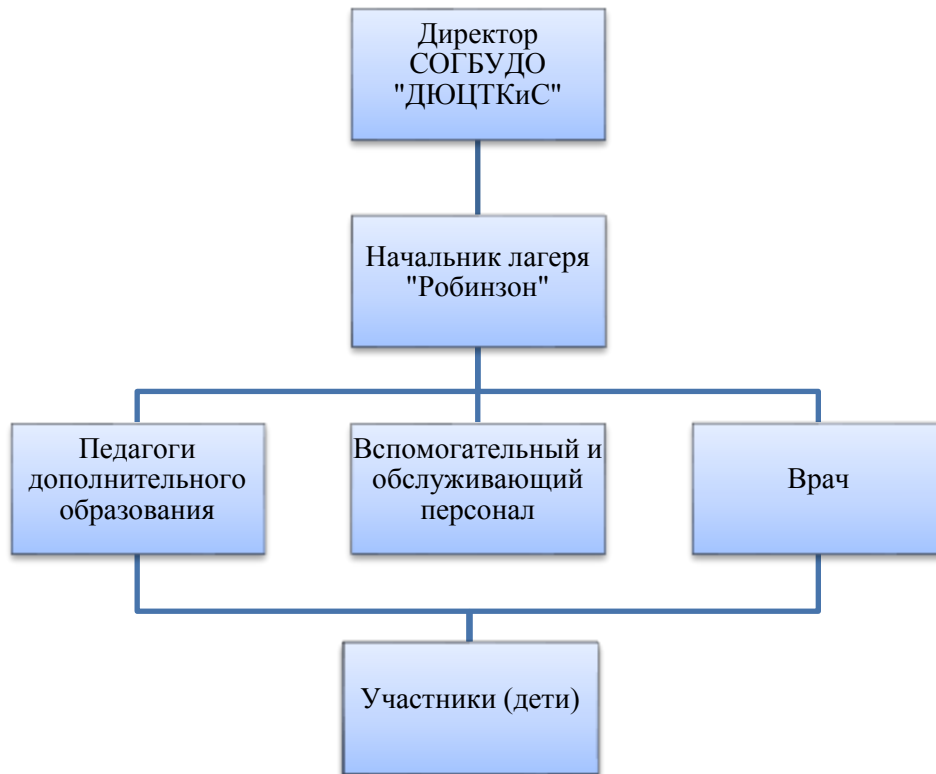 Директор
СОГБУДО
"ДЮЦТКиС"
Начальник лагеря
"Робинзон"
Педагоги
дополнительного
образования
Вспомогательный и
обслуживающий
персонал
Врач
Участники (дети)